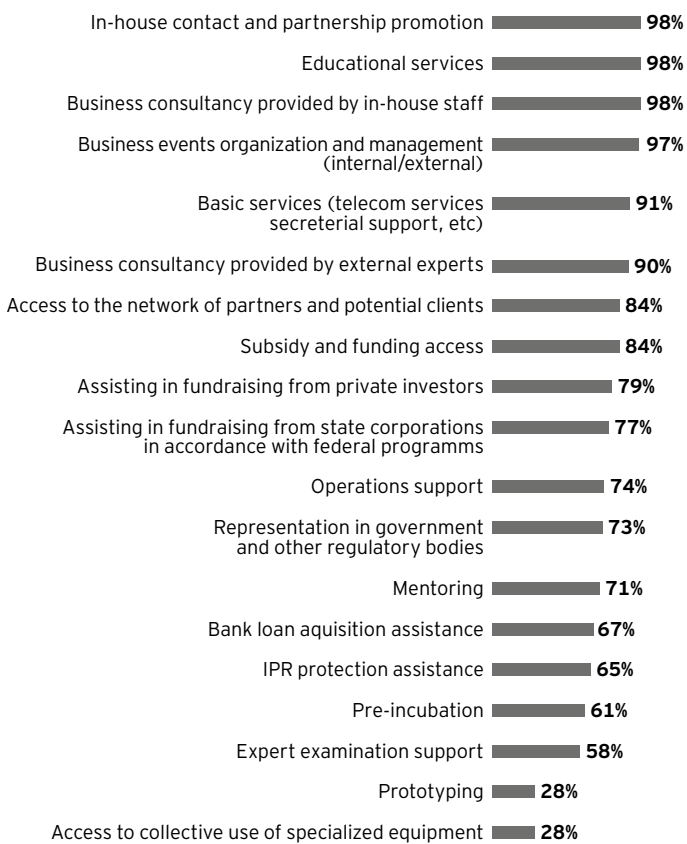 In-house contact and partnership promotion 98%
Educational services 98%
Business consultancy provided by in-house staff 98%
Business events organization and management 97%
(internal/external)
Basic services (telecom services 91%
secreterial support, etc)
Business consultancy provided by external experts 90%
Access to the network of partners and potential clients 84%
Subsidy and funding access 84%
Assisting in fundraising from private investors 79%
Assisting in fundraising from state corporations 77%
in accordance with federal programms
Operations support 74%
Representation in government 73%
and other regulatory bodies
Mentoring 71%
Bank loan aquisition assistance 67%
IPR protection assistance 65%
Pre-incubation 61%
Expert examination support 58%
Prototyping 28%
Access to collective use of specialized equipment 28%